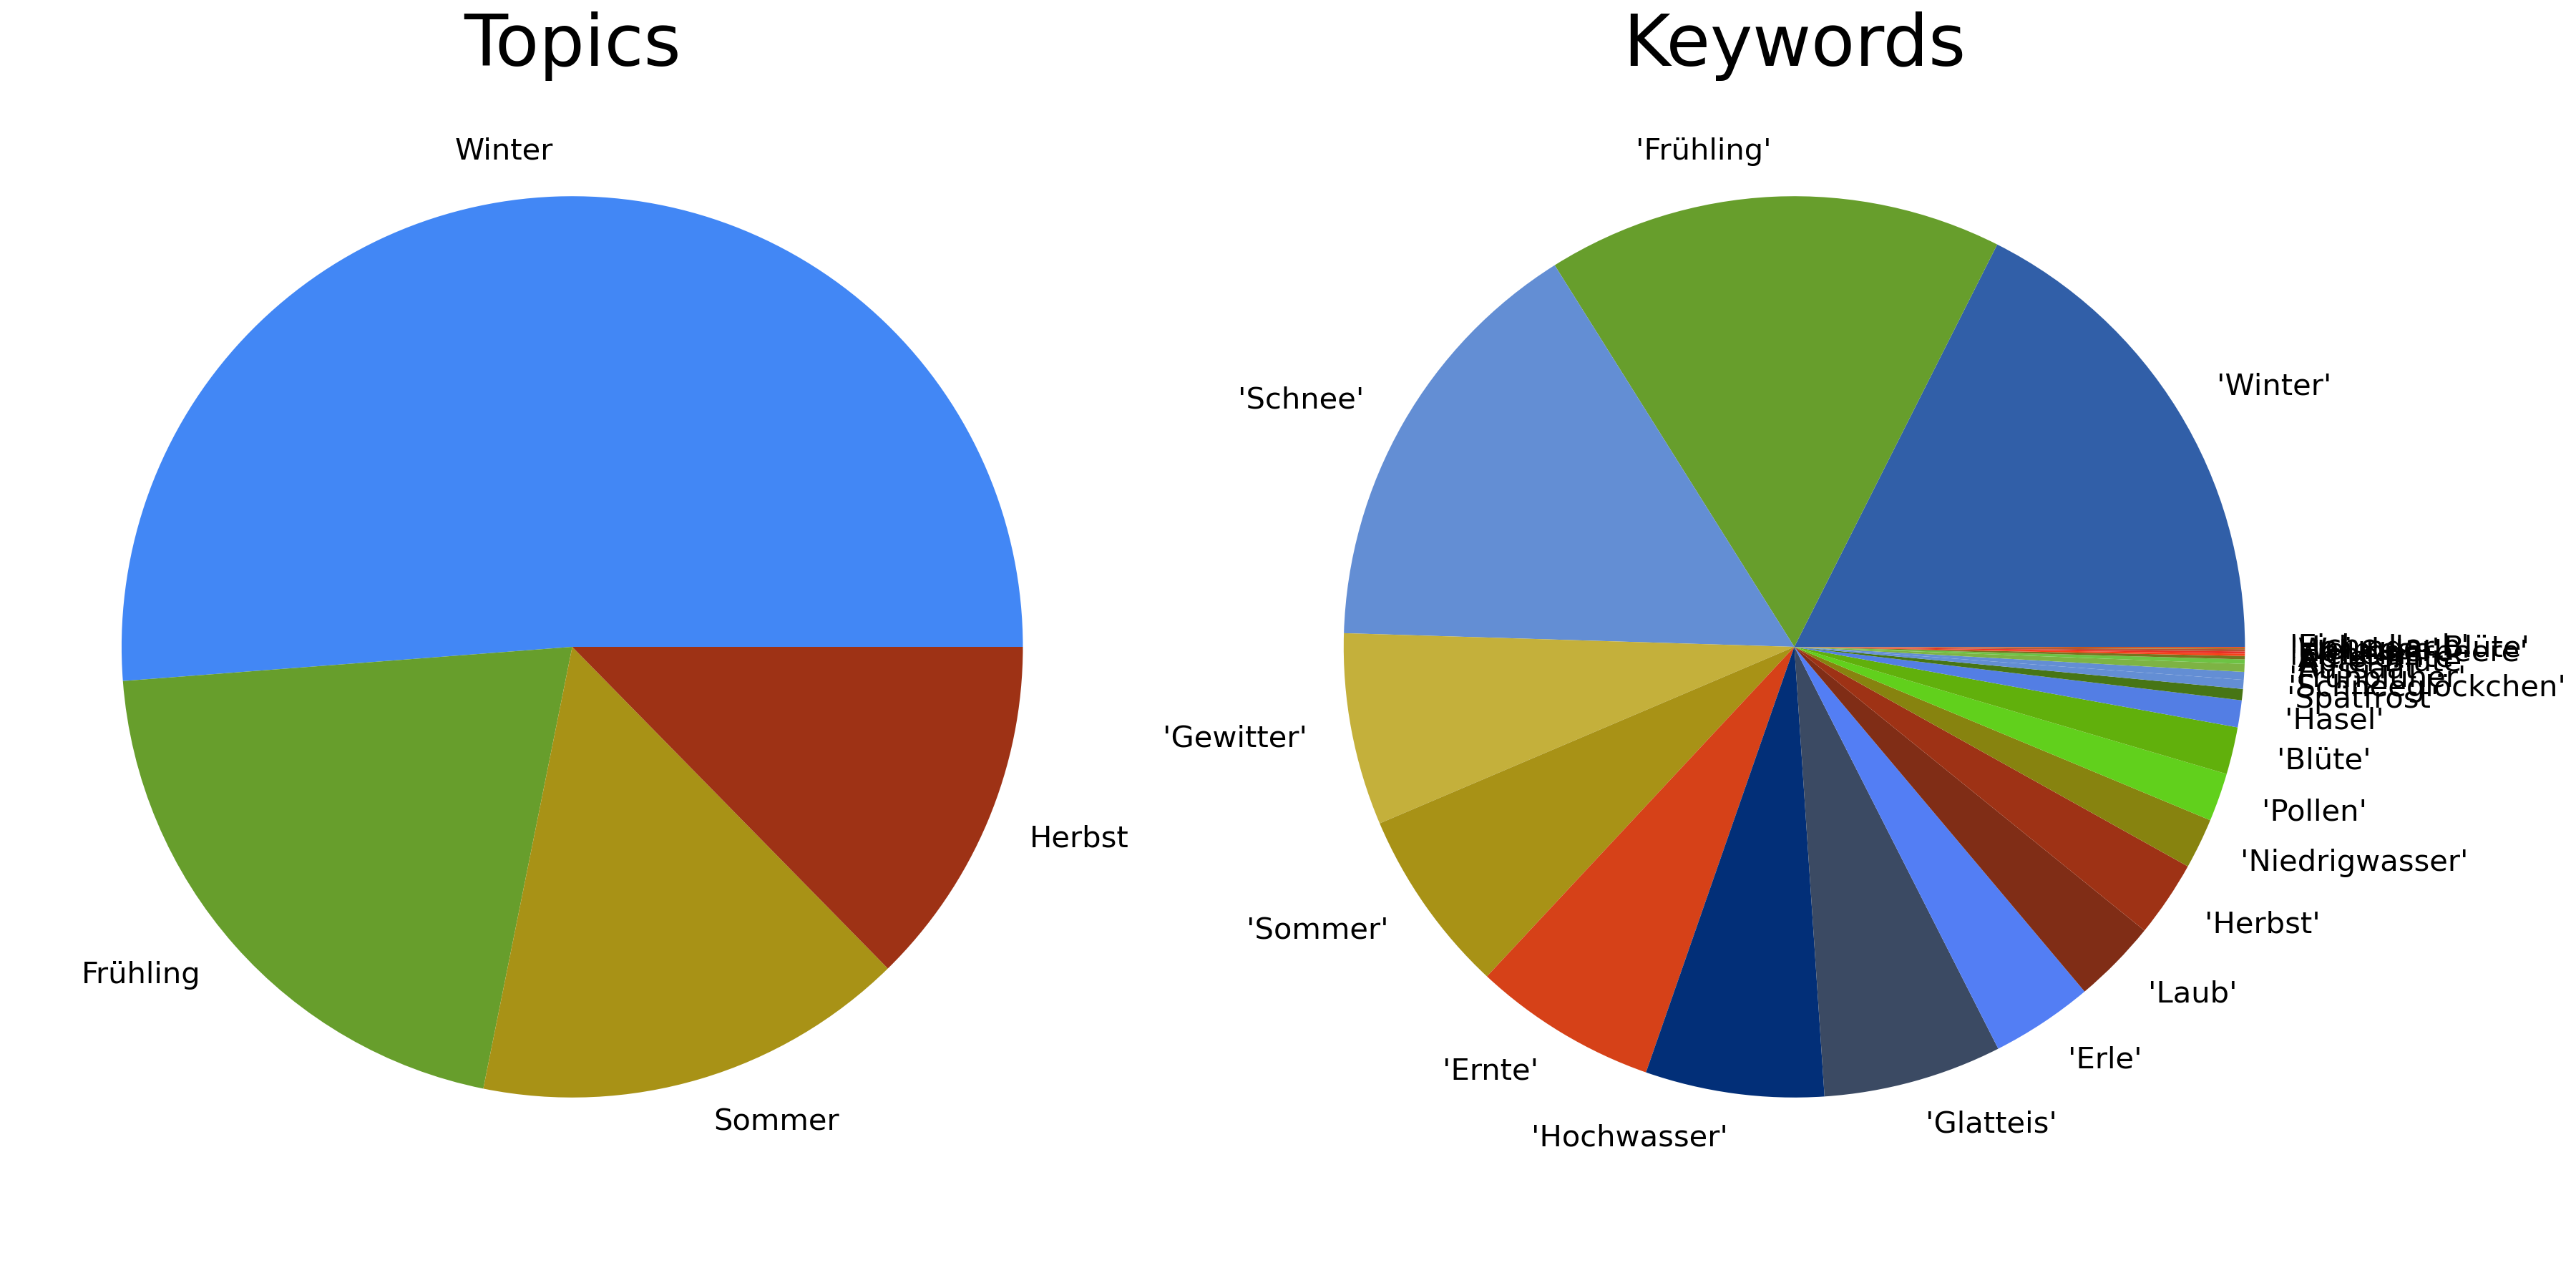 Topics
Winter
Frühling
Sommer
Herbst
Keywords
'Winter'
'Frühling'
'Schnee'
'Gewitter'
'Sommer'
'Ernte'
'Hochwasser'
'Glatteis'
'Erle'
'Laub'
'Herbst'
'Niedrigwasser'
'Pollen'
'Blüte'
'Hasel'
'Spätfrost'
'Schneeglöckchen'
'Frühblüher'